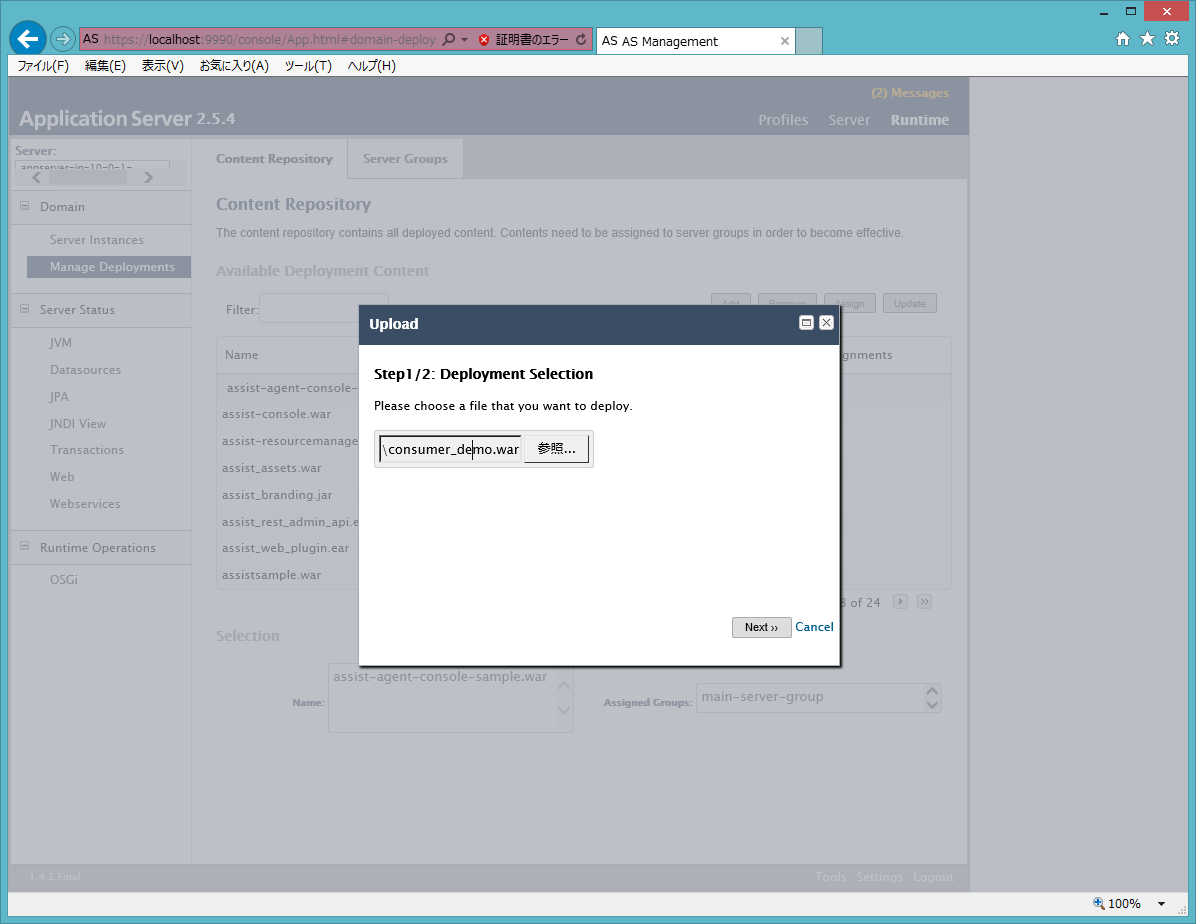 AS https://localhost:9990/console/App.html#domain-deploy 証明書のエラー AS AS Management
ファイル(F) 編集(E) 表示(V) お気に入り(A) ツール(T) ヘルプ(H)
(2) Messages
Application Server 2.5.4
Profiles Server Runtime
Server:
appserver-ip-10-0-1-
Content Repository Server Groups
Domain
Server Instances
Manage Deployments
Server Status
JVM
Datasources
JPA
JNDI View
Transactions
Web
Webservices
Runtime Operations
OSGi
Content Repository
The content repository contains all deployed content. Contents need to be assigned to server groups in order to become effective.
Available Deployment Content
Filter:
Add Remove Assign Update
Name
gnments
assist-agent-console-
assist-console.war
assist-resourcemanage
assist_assets.war
assist_branding.jar
assist_rest_admin_api.e
assist_web_plugin.ear
assistsample.war
8 of 24
Upload
Step1/2: Deployment Selection
Please choose a file that you want to deploy.
\consumer_demo.war 参照...
Next ›› Cancel
Selection
Name: assist-agent-console-sample.war
Assigned Groups: main-server-group
1.4.2.Final
Tools Settings Logout
100%